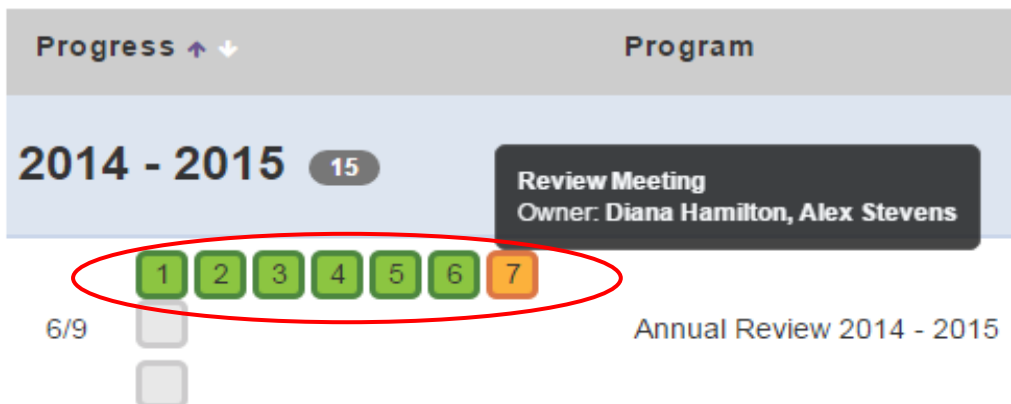 Progress Program
2014 - 2015 15
Review Meeting
Owner: Diana Hamilton, Alex Stevens
1 2 3 4 5 6 7
6/9 Annual Review 2014 - 2015